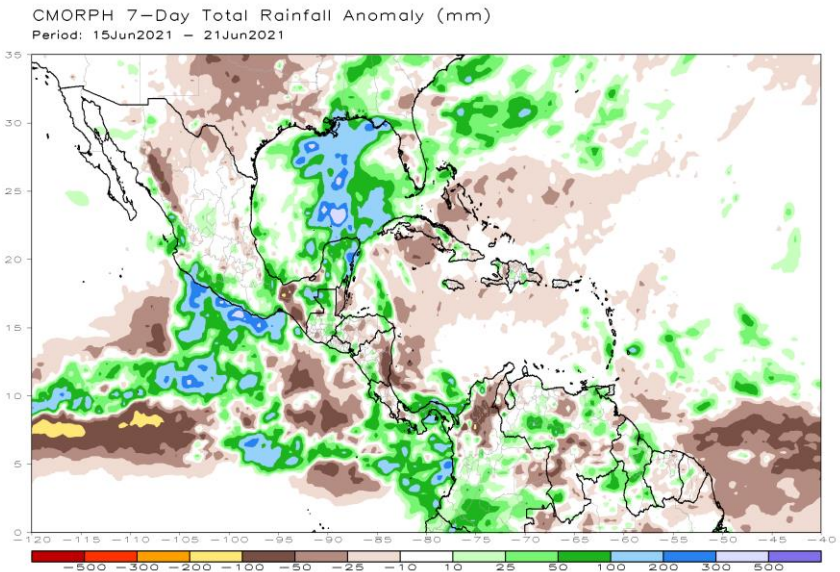 CMORPH 7-Day Total Rainfall Anomaly (mm)
Period: 15Jun2021 - 21Jun2021
35
30
25
20
15
10
5
0
-120 -115 -110 -105 -100 -95 -90 -85 -80 -75 -70 -65 -60 -55 -50 -45 -40
-500 -300 -200 -100 -50 -25 -10 10 25 50 100 200 300 500